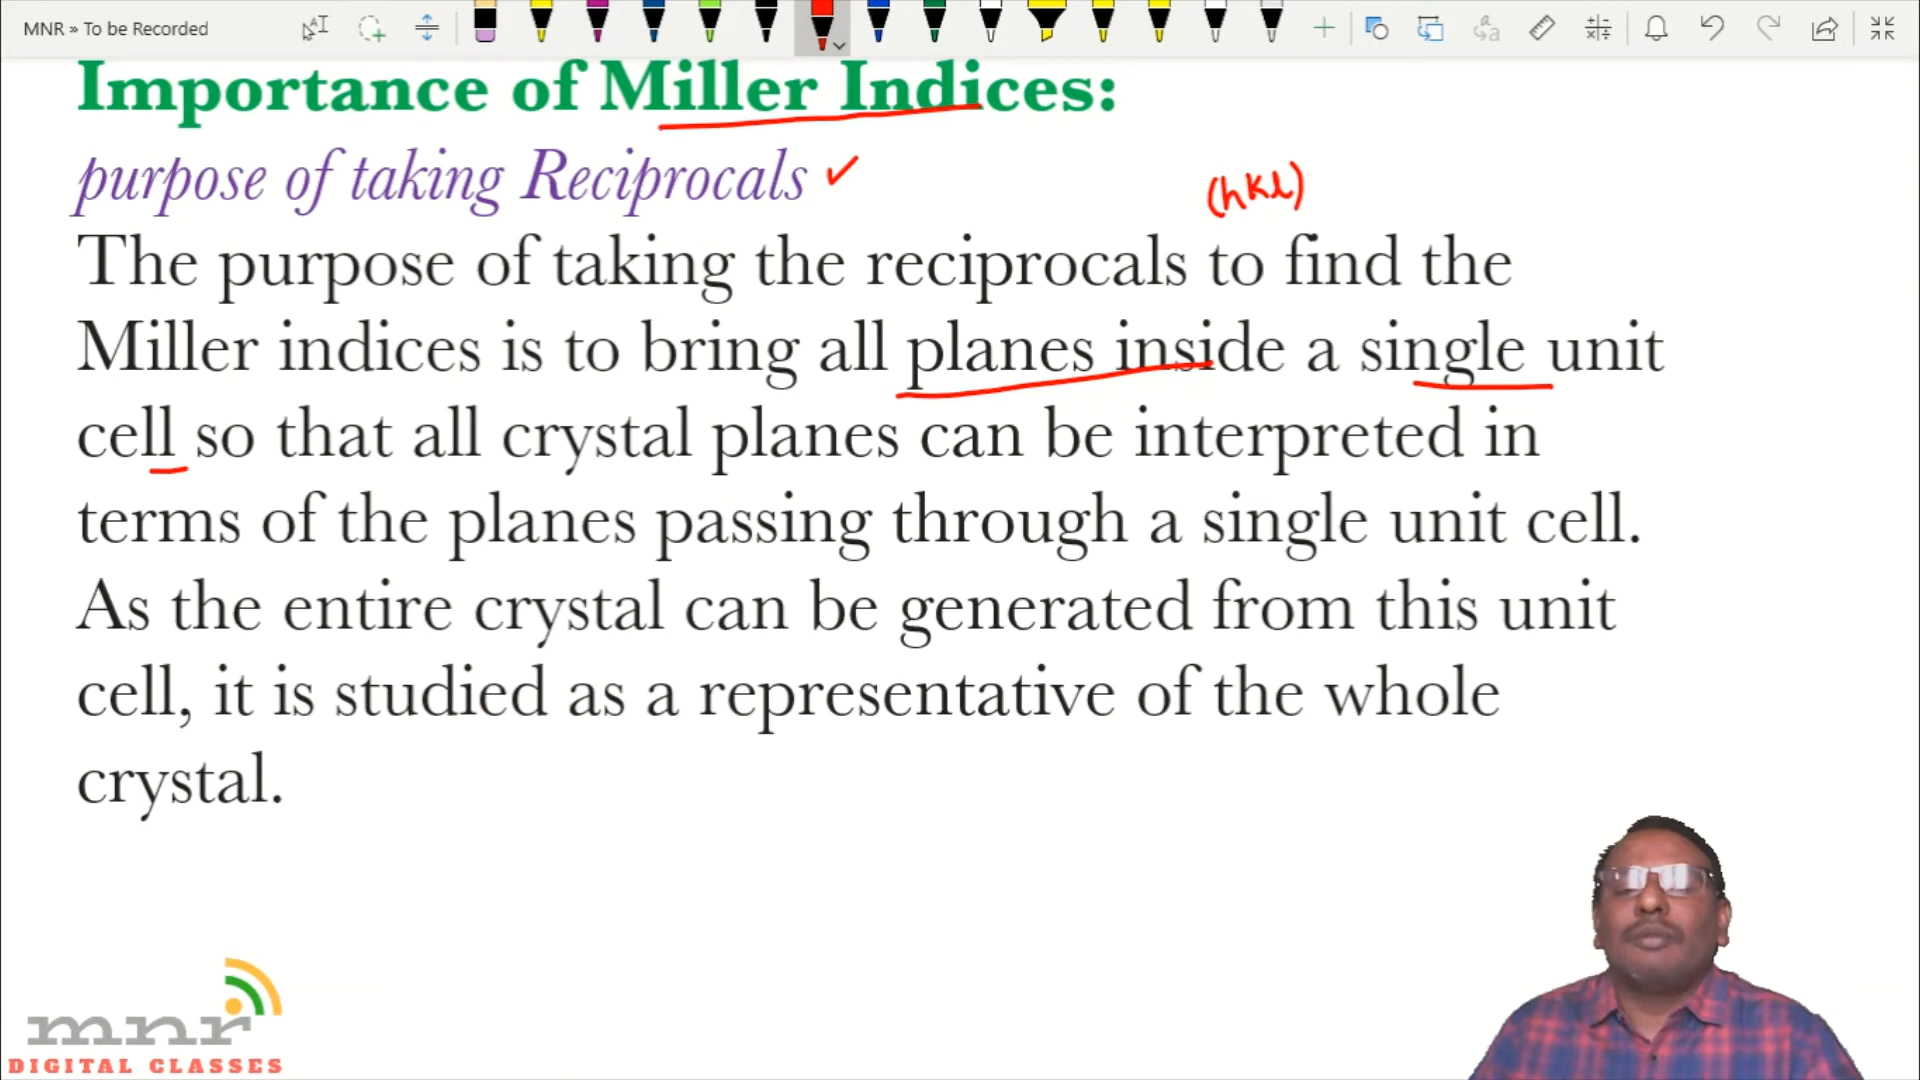 MNR » To be Recorded
Importance of Miller Indices:
purpose of taking Reciprocals ✓
(hkl)
The purpose of taking the reciprocals to find the
Miller indices is to bring all planes inside a single unit
cell so that all crystal planes can be interpreted in
terms of the planes passing through a single unit cell.
As the entire crystal can be generated from this unit
cell, it is studied as a representative of the whole
crystal.
mnr
DIGITAL CLASSES